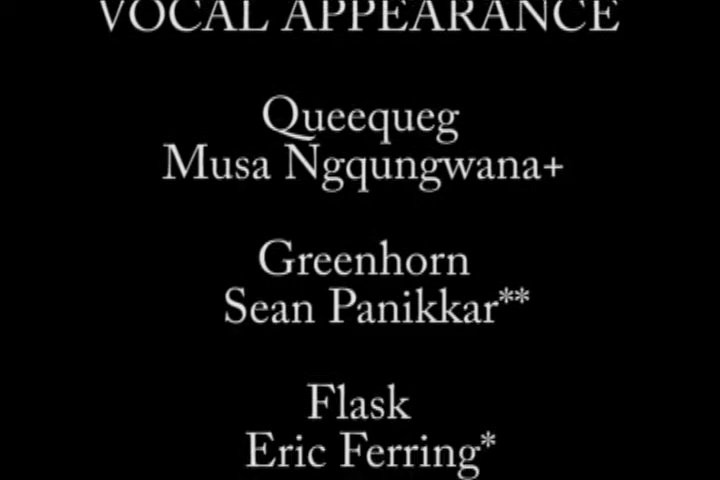 VOCAL APPEARANCE
Queequeg
Musa Ngqungwana+
Greenhorn
Sean Panikkar**
Flask
Eric Ferring*